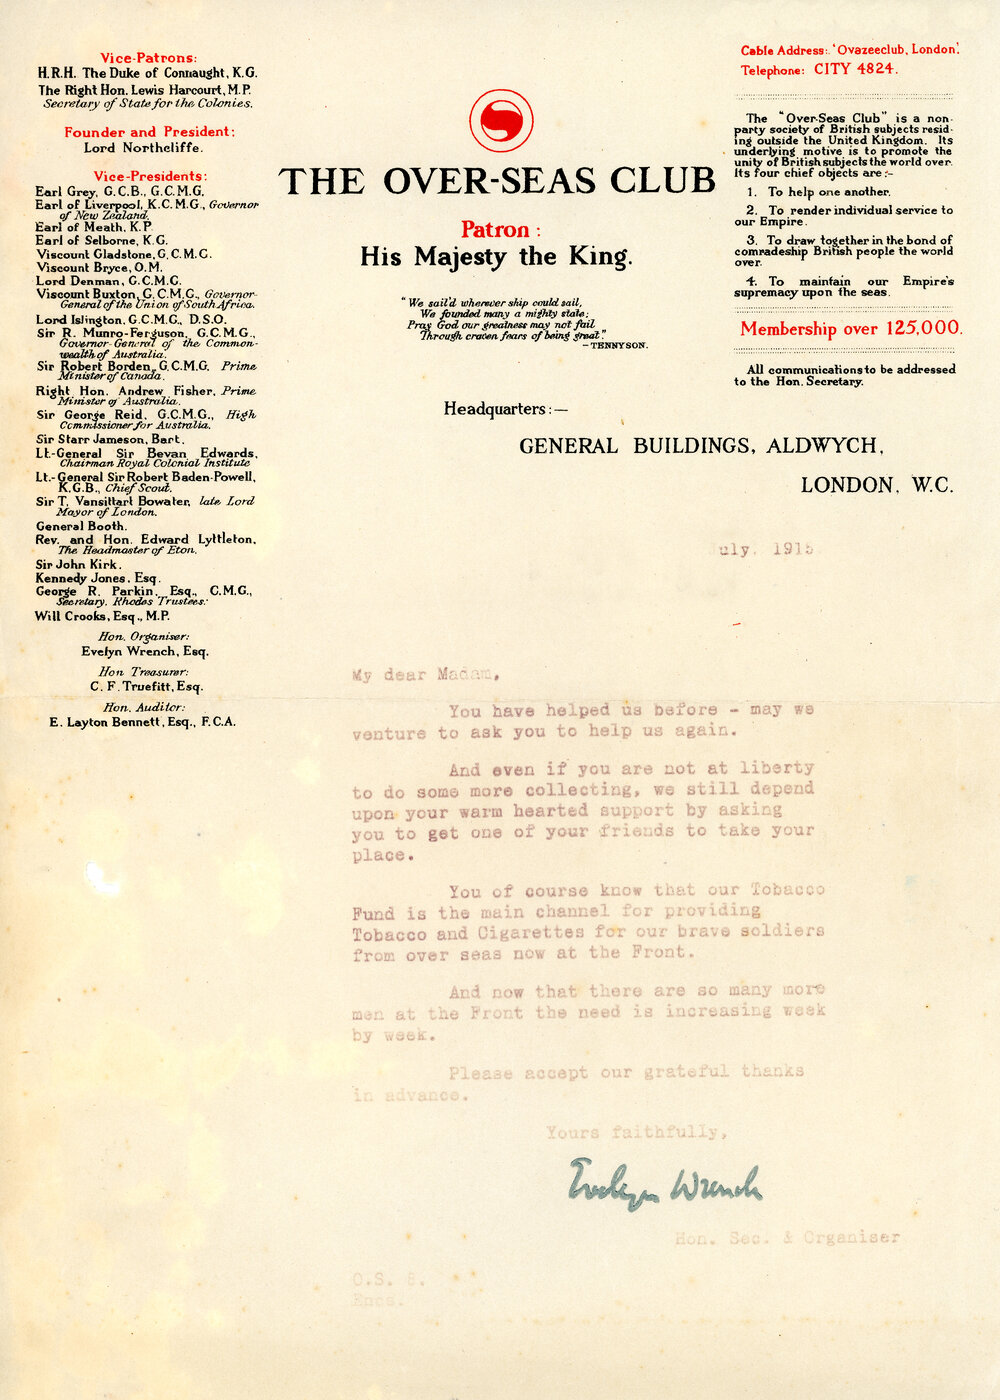 Vice-Patrons:
H.R.H. The Duke of Connaught, K.G.
The Right Hon. Lewis Harcourt, M.P.
Secretary of State for the Colonies.
Founder and President:
Lord Northcliffe.
Vice-Presidents:
Earl Grey, G.C.B., G.C.M.G.
Earl of Liverpool, K.C.M.G., Governor
of New Zealand.
Earl of Meath, K.P.
Earl of Selborne, K.G.
Viscount Gladstone, G.C.M.G.
Viscount Bryce, O.M.
Lord Denman, G.C.M.G.
Viscount Buxton, G.C.M.G., Governor-
General of the Union of South Africa.
Lord Islington, G.C.M.G., D.S.O.
Sir R. Munro-Ferguson, G.C.M.G.,
Governor-General of the Common-
wealth of Australia.
Sir Robert Borden, G.C.M.G. Prime
Minister of Canada.
Right Hon. Andrew Fisher, Prime
Minister of Australia.
Sir George Reid, G.C.M.G., High
Commissioner for Australia.
Sir Starr Jameson, Bart.
Lt.-General Sir Bevan Edwards,
Chairman Royal Colonial Institute
Lt.-General Sir Robert Baden-Powell,
K.G.B., Chief Scout.
Sir T. Vansittart Bowater, late Lord
Mayor of London.
General Booth.
Rev. and Hon. Edward Lyttleton,
The Headmaster of Eton.
Sir John Kirk.
Kennedy Jones, Esq.
George R. Parkin, Esq., C.M.G.,
Secretary, Rhodes Trustees.
Will Crooks, Esq., M.P.
Hon. Organiser:
Evelyn Wrench, Esq.
Hon Treasurer:
C. F. Truefitt, Esq.
Hon. Auditor:
E. Layton Bennett, Esq., F.C.A.
THE OVER-SEAS CLUB
Patron:
His Majesty the King.
"We sail'd wherever ship could sail,
We founded many a mighty state;
Pray God our greatness may not fail
Through craven fears of being great."
- TENNYSON.
Headquarters:—
GENERAL BUILDINGS, ALDWYCH,
LONDON, W.C.
Cable Address: 'Ovazeeclub, London'.
Telephone: CITY 4824.
The "Over-Seas Club" is a non-
party society of British subjects resid-
ing outside the United Kingdom. Its
underlying motive is to promote the
unity of British subjects the world over.
Its four chief objects are:-
1. To help one another.
2. To render individual service to
our Empire.
3. To draw together in the bond of
comradeship British people the world
over.
4. To maintain our Empire's
supremacy upon the seas.
Membership over 125,000.
All communications to be addressed
to the Hon. Secretary.
July, 1915
My dear Madam,
You have helped us before - may we
venture to ask you to help us again.
And even if you are not at liberty
to do some more collecting, we still depend
upon your warm hearted support by asking
you to get one of your friends to take your
place.
You of course know that our Tobacco
Fund is the main channel for providing
Tobacco and Cigarettes for our brave soldiers
from over seas now at the Front.
And now that there are so many more
men at the Front the need is increasing week
by week.
Please accept our grateful thanks
in advance.
Yours faithfully,
Evelyn Wrench
Hon. Sec. & Organiser
O.S. 8.
Encs.